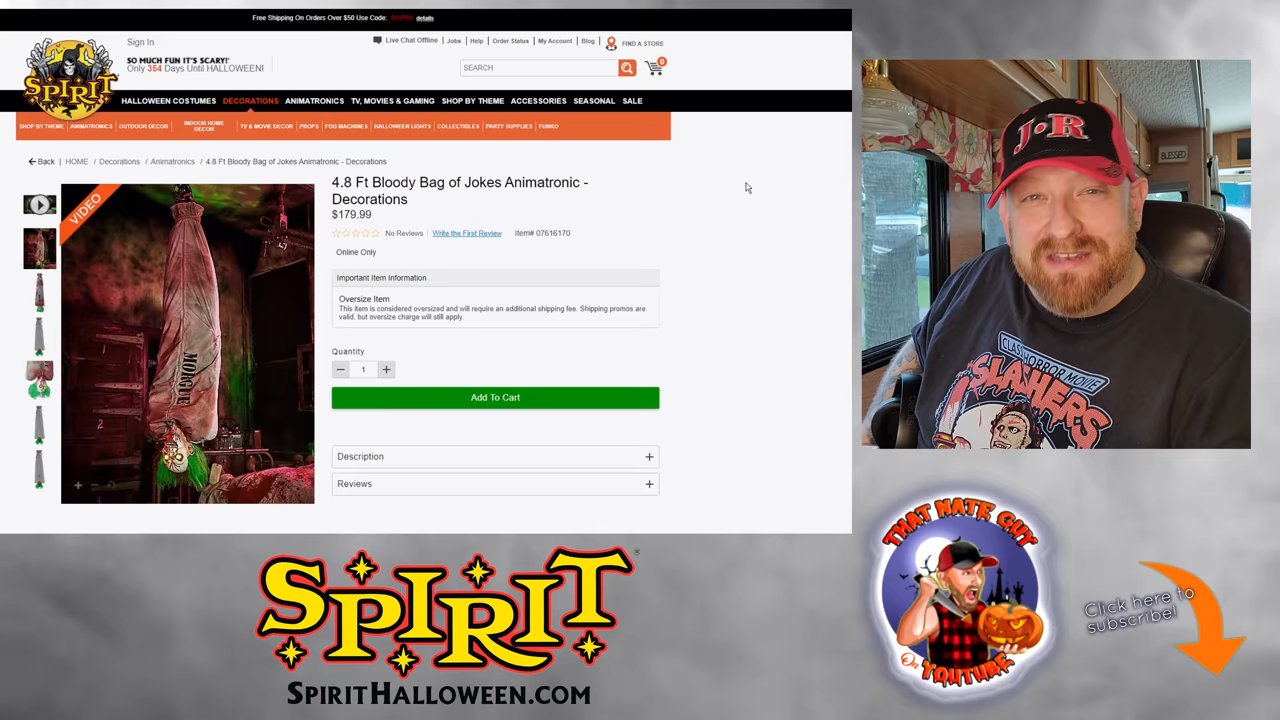 Free Shipping On Orders Over $50 Use Code: details
Sign In
Live Chat Offline | Jobs | Help | Order Status | My Account | Blog | FIND A STORE
SO MUCH FUN IT'S SCARY!
Only 354 Days Until HALLOWEEN!
SEARCH
0
SPIRIT
HALLOWEEN COSTUMES DECORATIONS ANIMATRONICS TV, MOVIES & GAMING SHOP BY THEME ACCESSORIES SEASONAL SALE
SHOP BY THEME | ANIMATRONICS | OUTDOOR DECOR | INDOOR HOME DECOR | TV & MOVIE DECOR | PROPS | FOG MACHINES | HALLOWEEN LIGHTS | COLLECTIBLES | PARTY SUPPLIES | FUNKO
Back | HOME / Decorations / Animatronics / 4.8 Ft Bloody Bag of Jokes Animatronic - Decorations
VIDEO
MORGUE
4.8 Ft Bloody Bag of Jokes Animatronic -
Decorations
$179.99
No Reviews | Write the First Review Item# 07616170
Online Only
Important Item Information
Oversize Item
This item is considered oversized and will require an additional shipping fee. Shipping promos are
valid, but oversize charge will still apply.
Quantity
1
Add To Cart
Description
Reviews
JR
BLESSED
CLASSIC HORROR MOVIE
SLASHERS
SPIRIT
SPIRITHALLOWEEN.COM
THAT NATE GUY
On YOUTUBE
Click here to
subscribe!